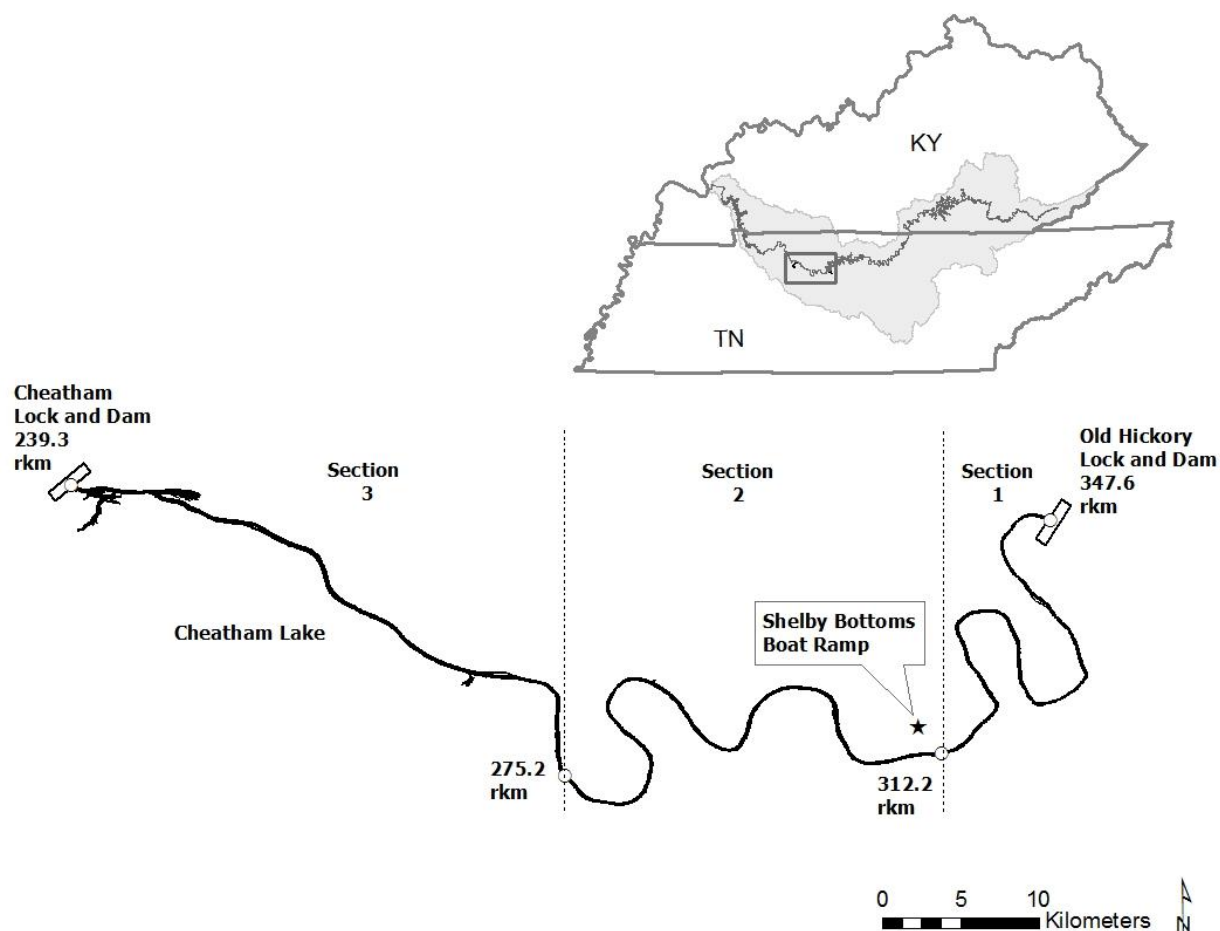 KY
TN
Cheatham
Lock and Dam
239.3
rkm
Section
3
Section
2
Section
1
Old Hickory
Lock and Dam
347.6
rkm
Cheatham Lake
Shelby Bottoms
Boat Ramp
275.2
rkm
312.2
rkm
0 5 10
Kilometers
N